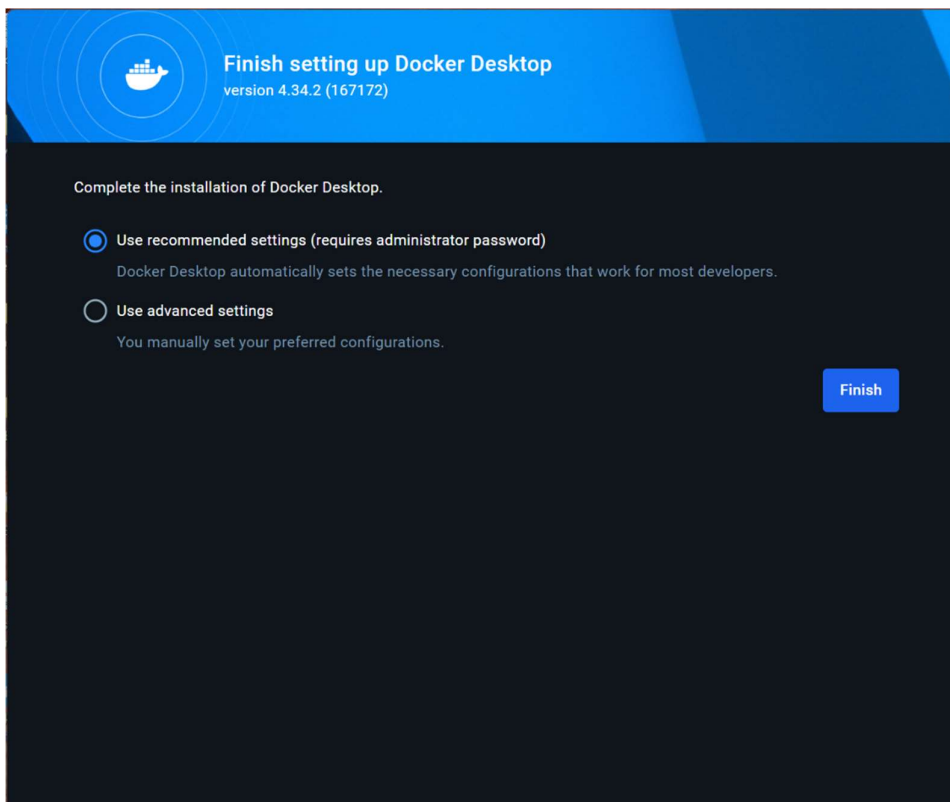 Finish setting up Docker Desktop
version 4.34.2 (167172)
Complete the installation of Docker Desktop.
Use recommended settings (requires administrator password)
Docker Desktop automatically sets the necessary configurations that work for most developers.
Use advanced settings
You manually set your preferred configurations.
Finish